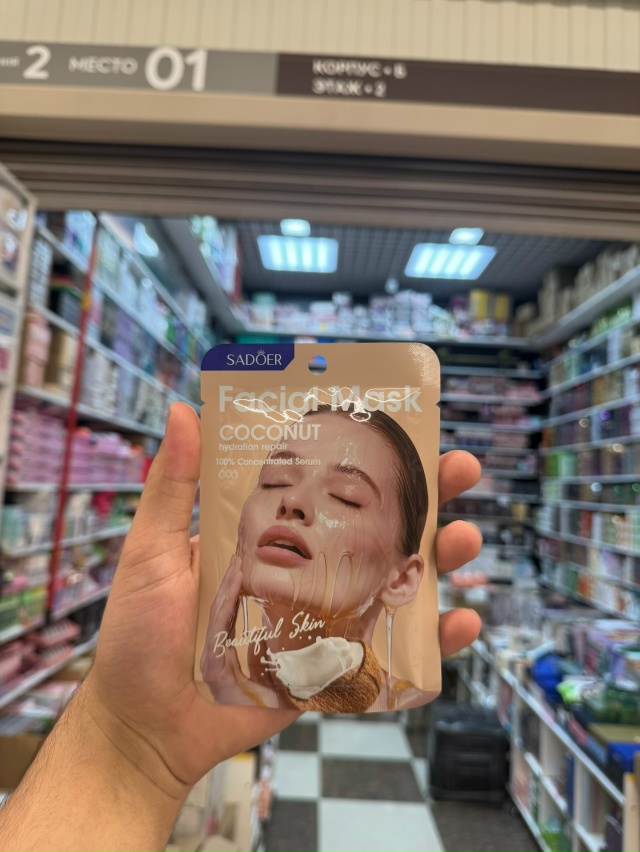 2 МЕСТО 01
КОРПУС • Б
ЭТАЖ • 2
SADOER
Facial Mask
COCONUT
hydration repair
100% Concentrated Serum
Beautiful Skin